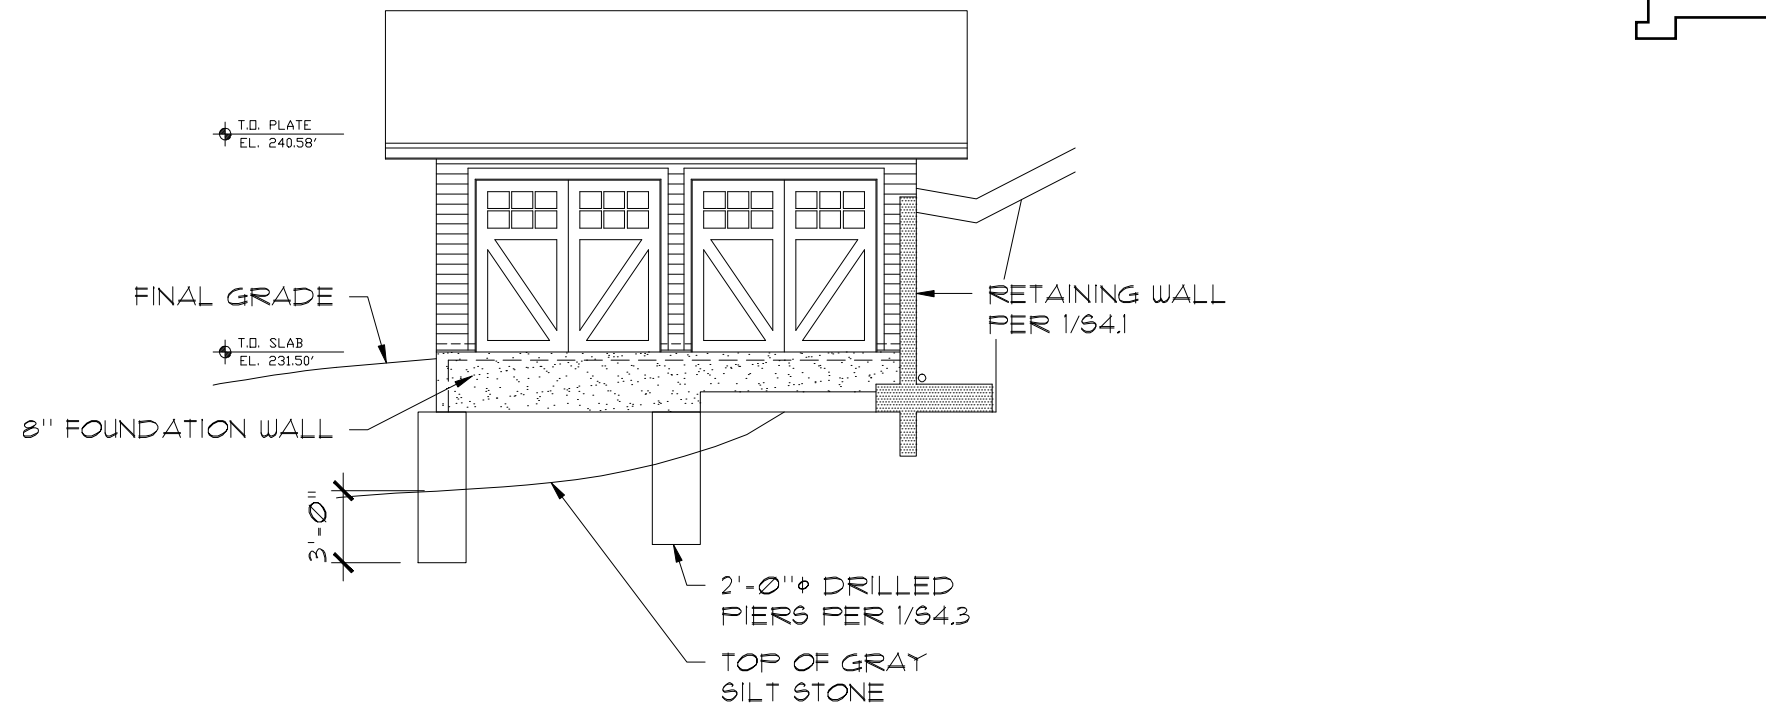 T.O. PLATE
EL. 240.58'
FINAL GRADE
T.O. SLAB
EL. 231.50'
RETAINING WALL
PER 1/S4.1
8" FOUNDATION WALL
3'-0"
2'-0"ϕ DRILLED
PIERS PER 1/S4.3
TOP OF GRAY
SILT STONE